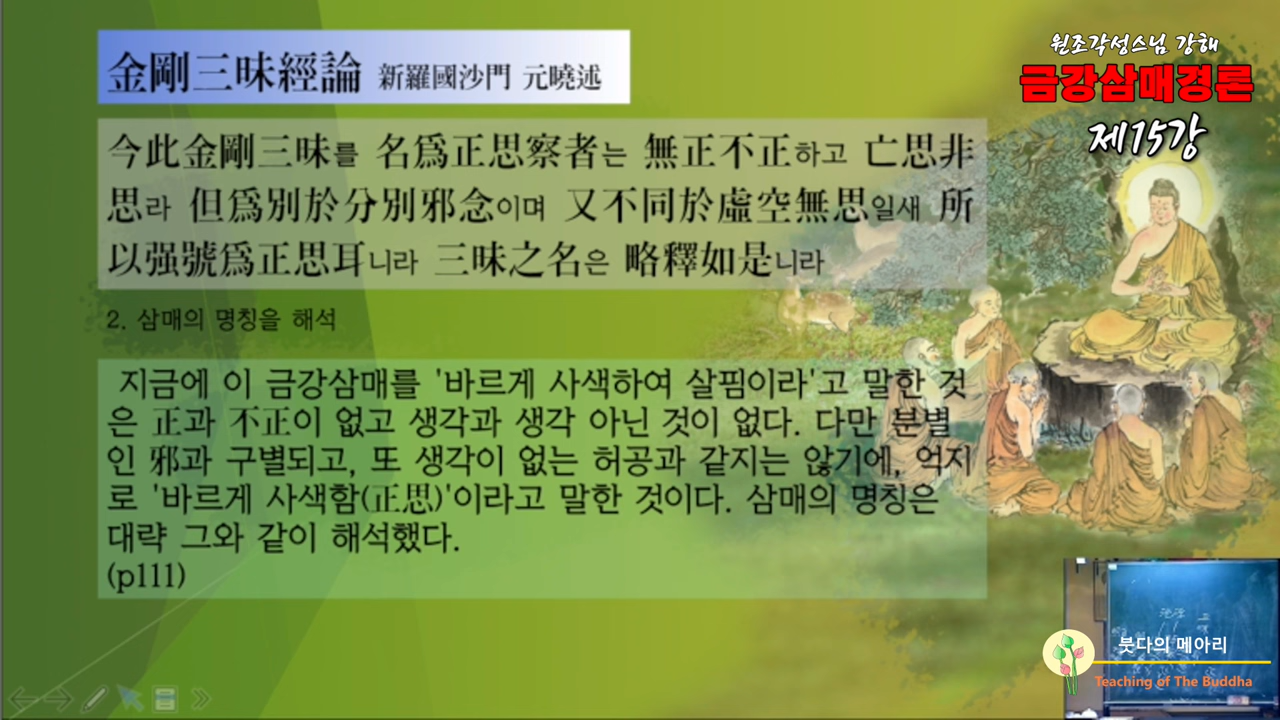 金剛三昧經論 新羅國沙門 元曉述
今此金剛三昧를 名爲正思察者는 無正不正하고 亡思非
思라 但爲別於分別邪念이며 又不同於虛空無思일새 所
以强號爲正思耳니라 三昧之名은 略釋如是니라
2. 삼매의 명칭을 해석
지금에 이 금강삼매를 '바르게 사색하여 살핌이라'고 말한 것
은 正과 不正이 없고 생각과 생각 아닌 것이 없다. 다만 분별
인 邪과 구별되고, 또 생각이 없는 허공과 같지는 않기에, 억지
로 '바르게 사색함(正思)'이라고 말한 것이다. 삼매의 명칭은
대략 그와 같이 해석했다.
(p111)
원조각성스님 강해
금강삼매경론
제15강
붓다의 메아리
Teaching of The Buddha